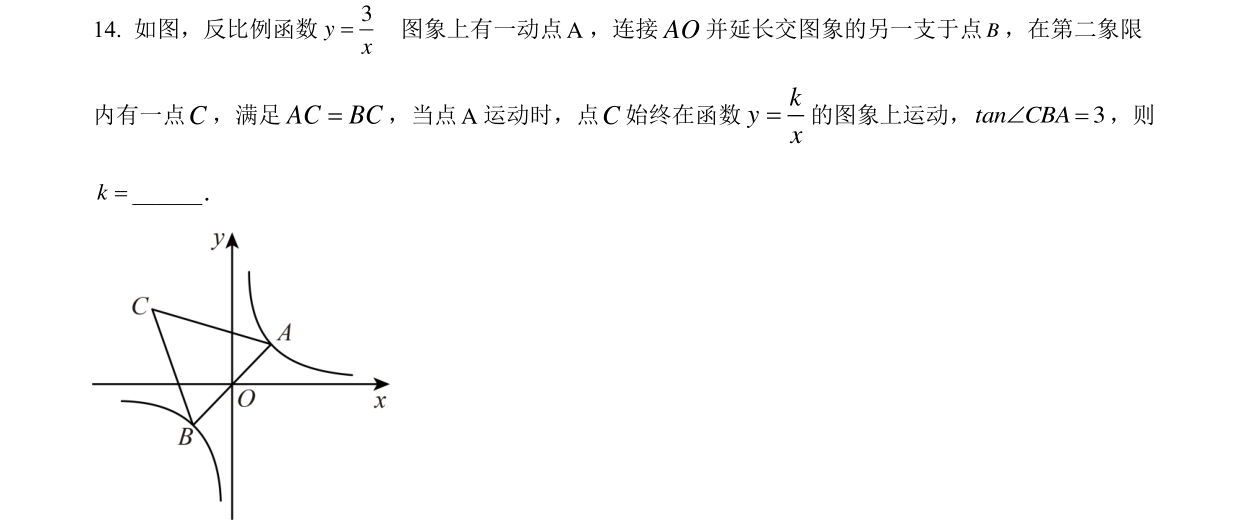 14. 如图，反比例函数 y = 3/x 图象上有一动点 A ，连接 AO 并延长交图象的另一支于点 B ，在第二象限
内有一点 C ，满足 AC = BC ，当点 A 运动时，点 C 始终在函数 y = k/x 的图象上运动， tan∠CBA = 3 ，则
k = ______ .
y
C
A
O
x
B